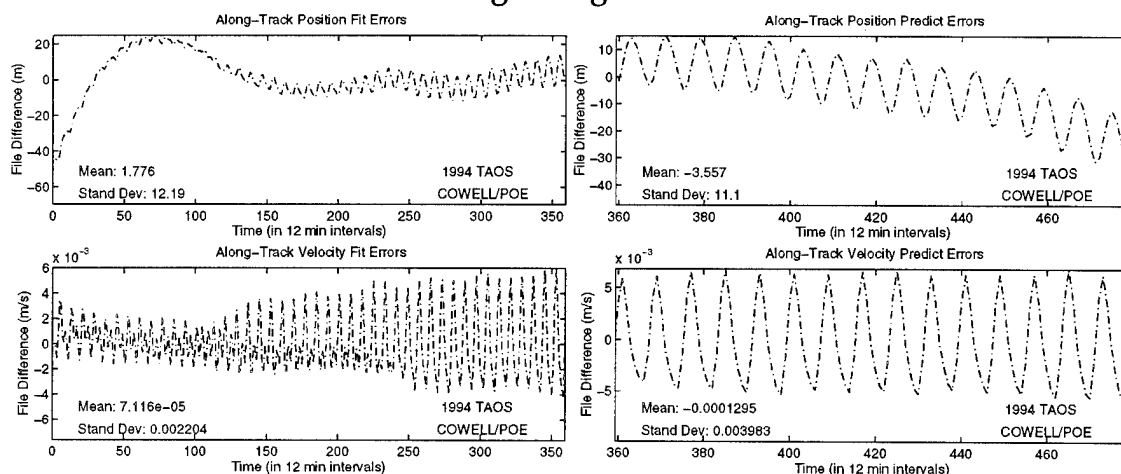 Along-Track Position Fit Errors
File Difference (m)
20
0
-20
-40
-60
Mean: 1.776
Stand Dev: 12.19
1994 TAOS
COWELL/POE
0 50 100 150 200 250 300 350
Time (in 12 min intervals)
Along-Track Position Predict Errors
File Difference (m)
10
0
-10
-20
-30
-40
Mean: -3.557
Stand Dev: 11.1
1994 TAOS
COWELL/POE
360 380 400 420 440 460
Time (in 12 min intervals)
Along-Track Velocity Fit Errors
x 10⁻³
File Difference (m/s)
6
4
2
0
-2
-4
-6
Mean: 7.116e-05
Stand Dev: 0.002204
1994 TAOS
COWELL/POE
0 50 100 150 200 250 300 350
Time (in 12 min intervals)
Along-Track Velocity Predict Errors
x 10⁻³
File Difference (m/s)
5
0
-5
Mean: -0.0001295
Stand Dev: 0.003983
1994 TAOS
COWELL/POE
360 380 400 420 440 460
Time (in 12 min intervals)